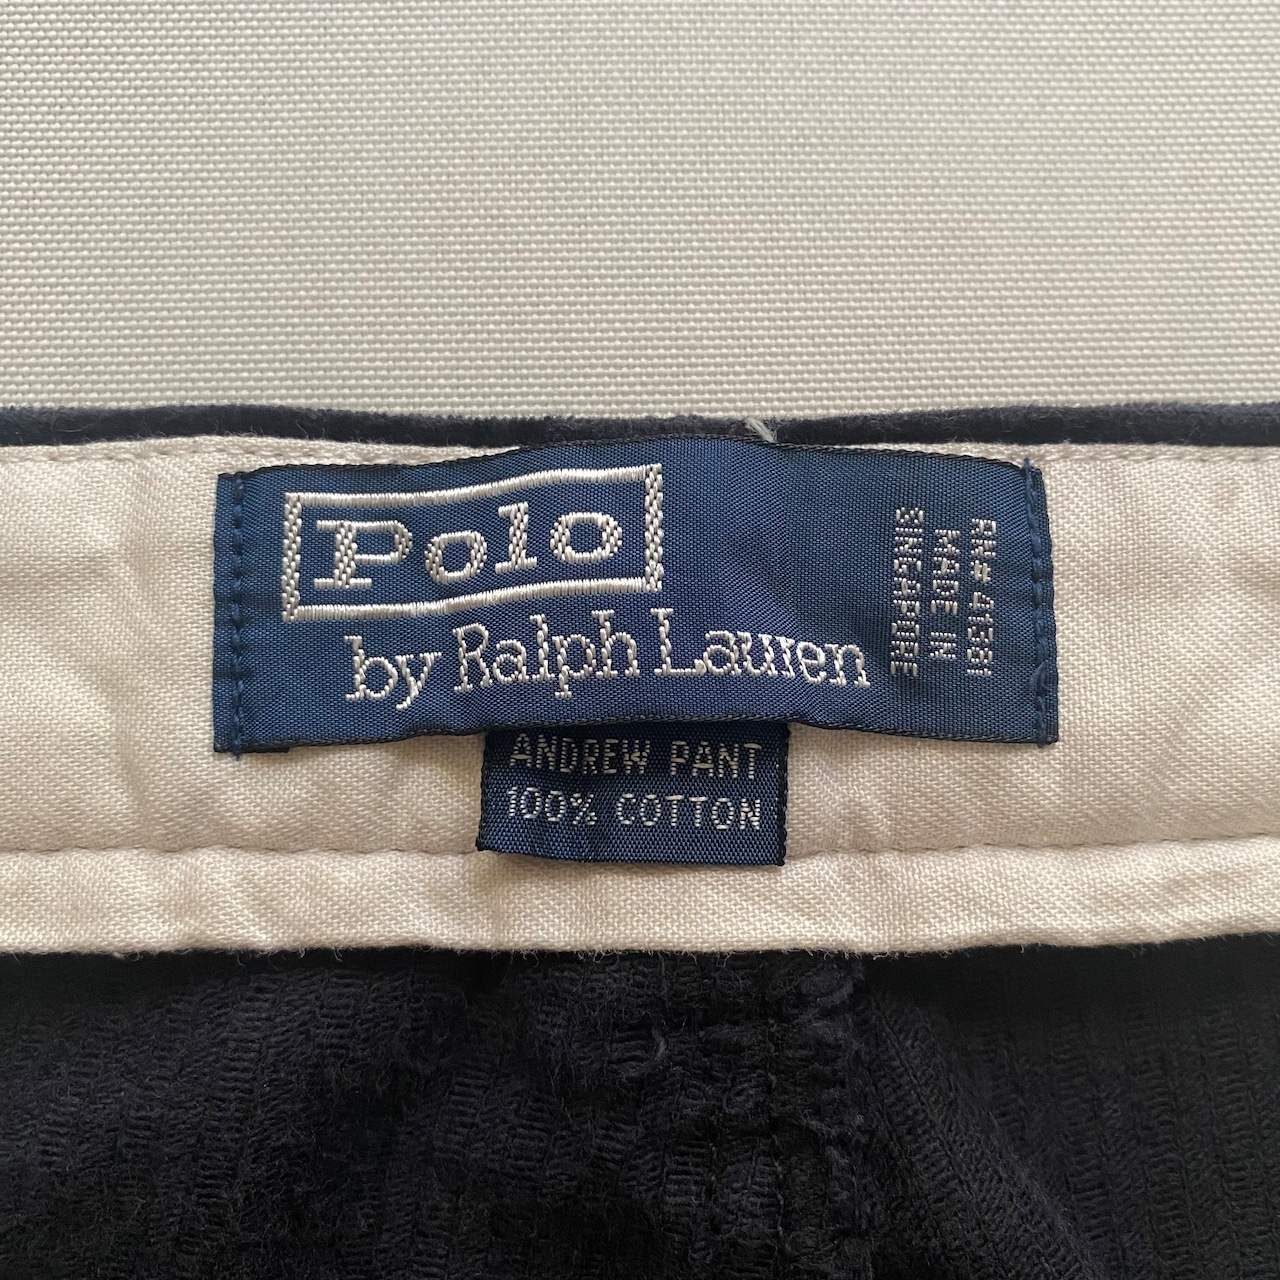 Polo
by Ralph Lauren
RN# 41381
MADE IN
SINGAPORE
ANDREW PANT
100% COTTON